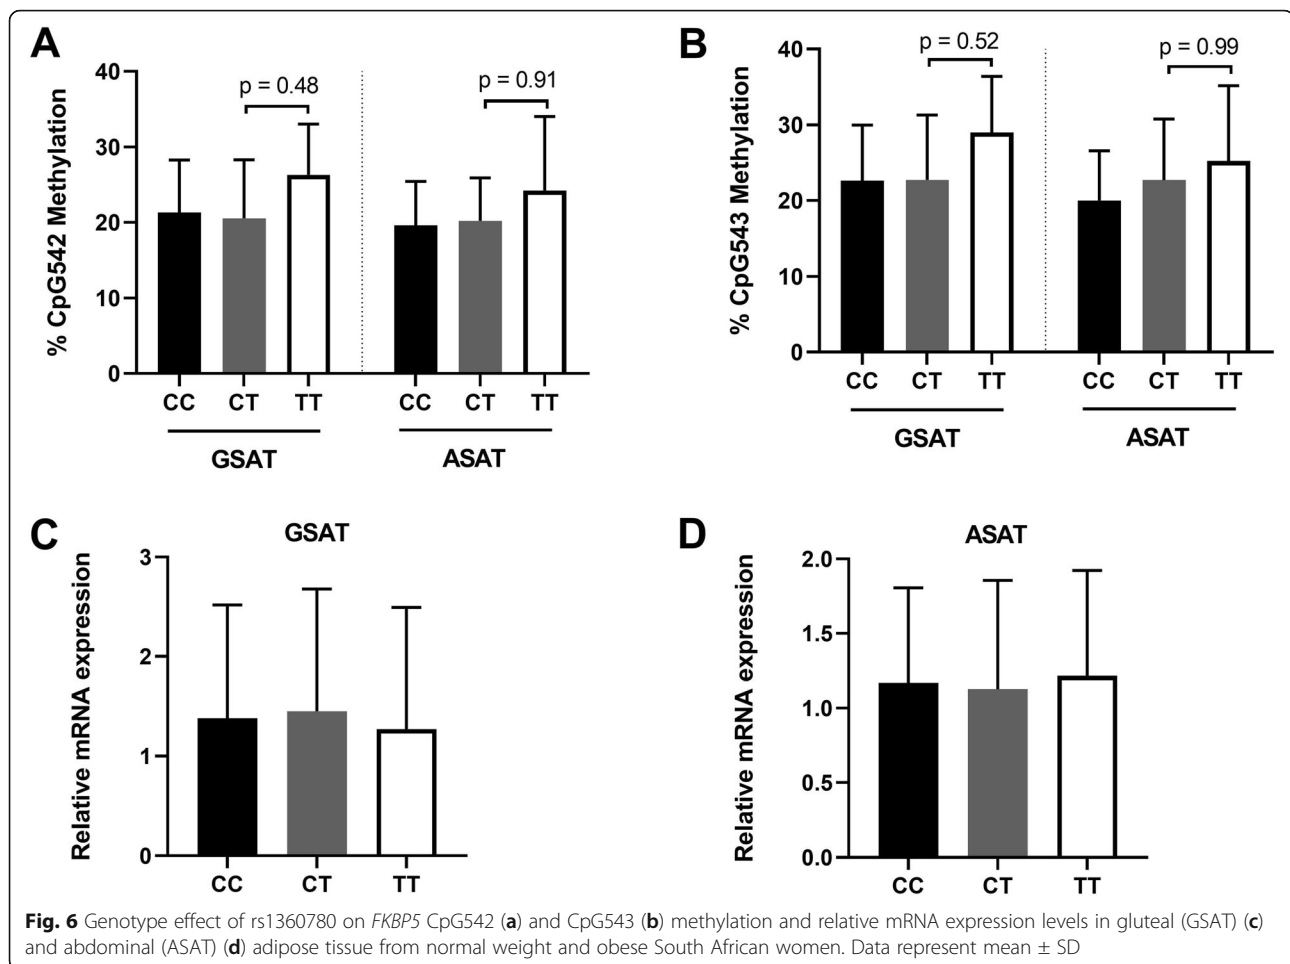 A
p = 0.48
p = 0.91
% CpG542 Methylation
40
30
20
10
0
CC CT TT CC CT TT
GSAT ASAT
B
p = 0.52
p = 0.99
% CpG543 Methylation
40
30
20
10
0
CC CT TT CC CT TT
GSAT ASAT
C
GSAT
Relative mRNA expression
3
2
1
0
CC CT TT
D
ASAT
Relative mRNA expression
2.0
1.5
1.0
0.5
0.0
CC CT TT
Fig. 6 Genotype effect of rs1360780 on FKBP5 CpG542 (a) and CpG543 (b) methylation and relative mRNA expression levels in gluteal (GSAT) (c)
and abdominal (ASAT) (d) adipose tissue from normal weight and obese South African women. Data represent mean ± SD